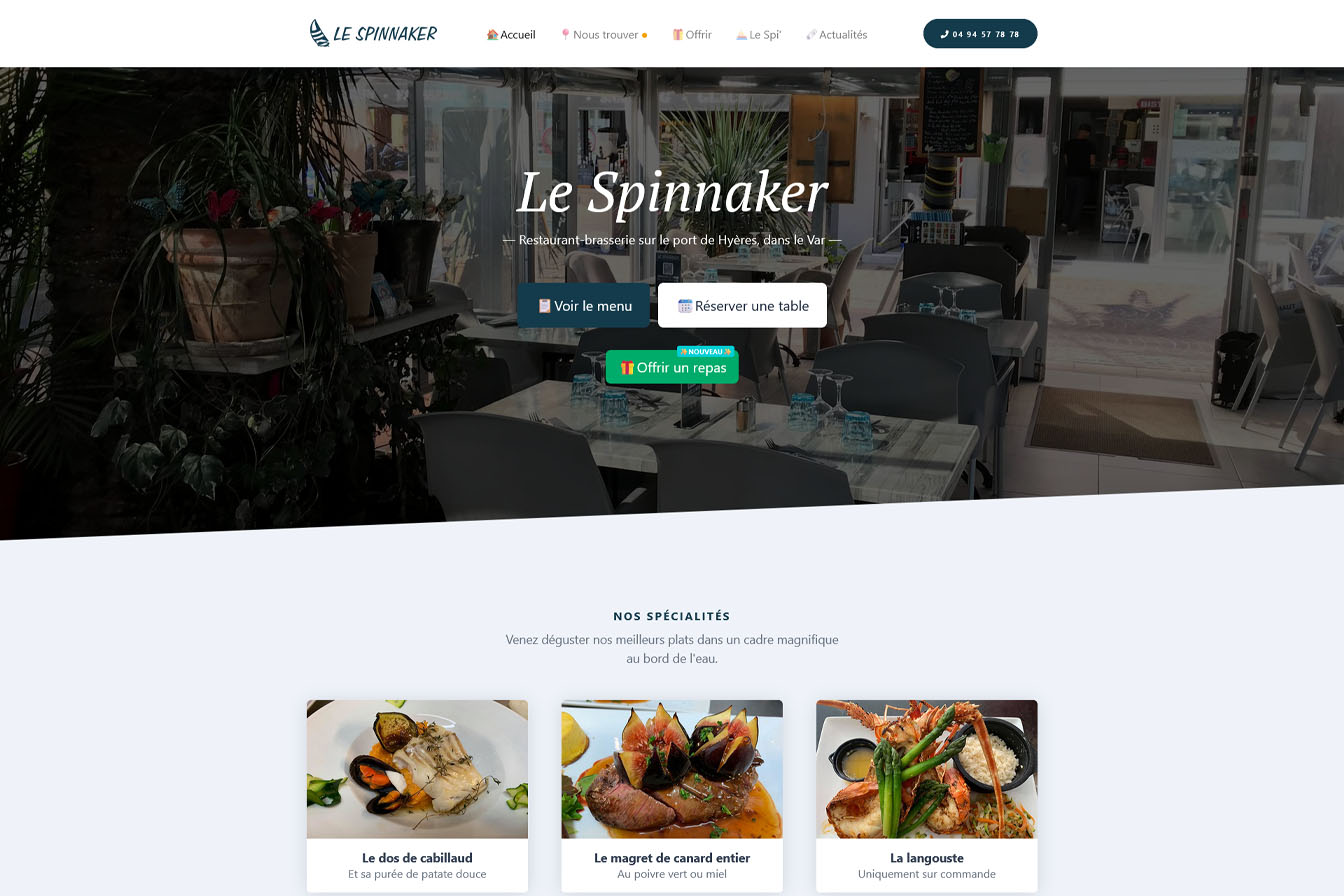 LE SPINNAKER
Accueil
Nous trouver
Offrir
Le Spi'
Actualités
04 94 57 78 78
Le Spinnaker
— Restaurant-brasserie sur le port de Hyères, dans le Var —
Voir le menu
Réserver une table
NOUVEAU
Offrir un repas
NOS SPÉCIALITÉS
Venez déguster nos meilleurs plats dans un cadre magnifique
au bord de l'eau.
Le dos de cabillaud
Et sa purée de patate douce
Le magret de canard entier
Au poivre vert ou miel
La langouste
Uniquement sur commande